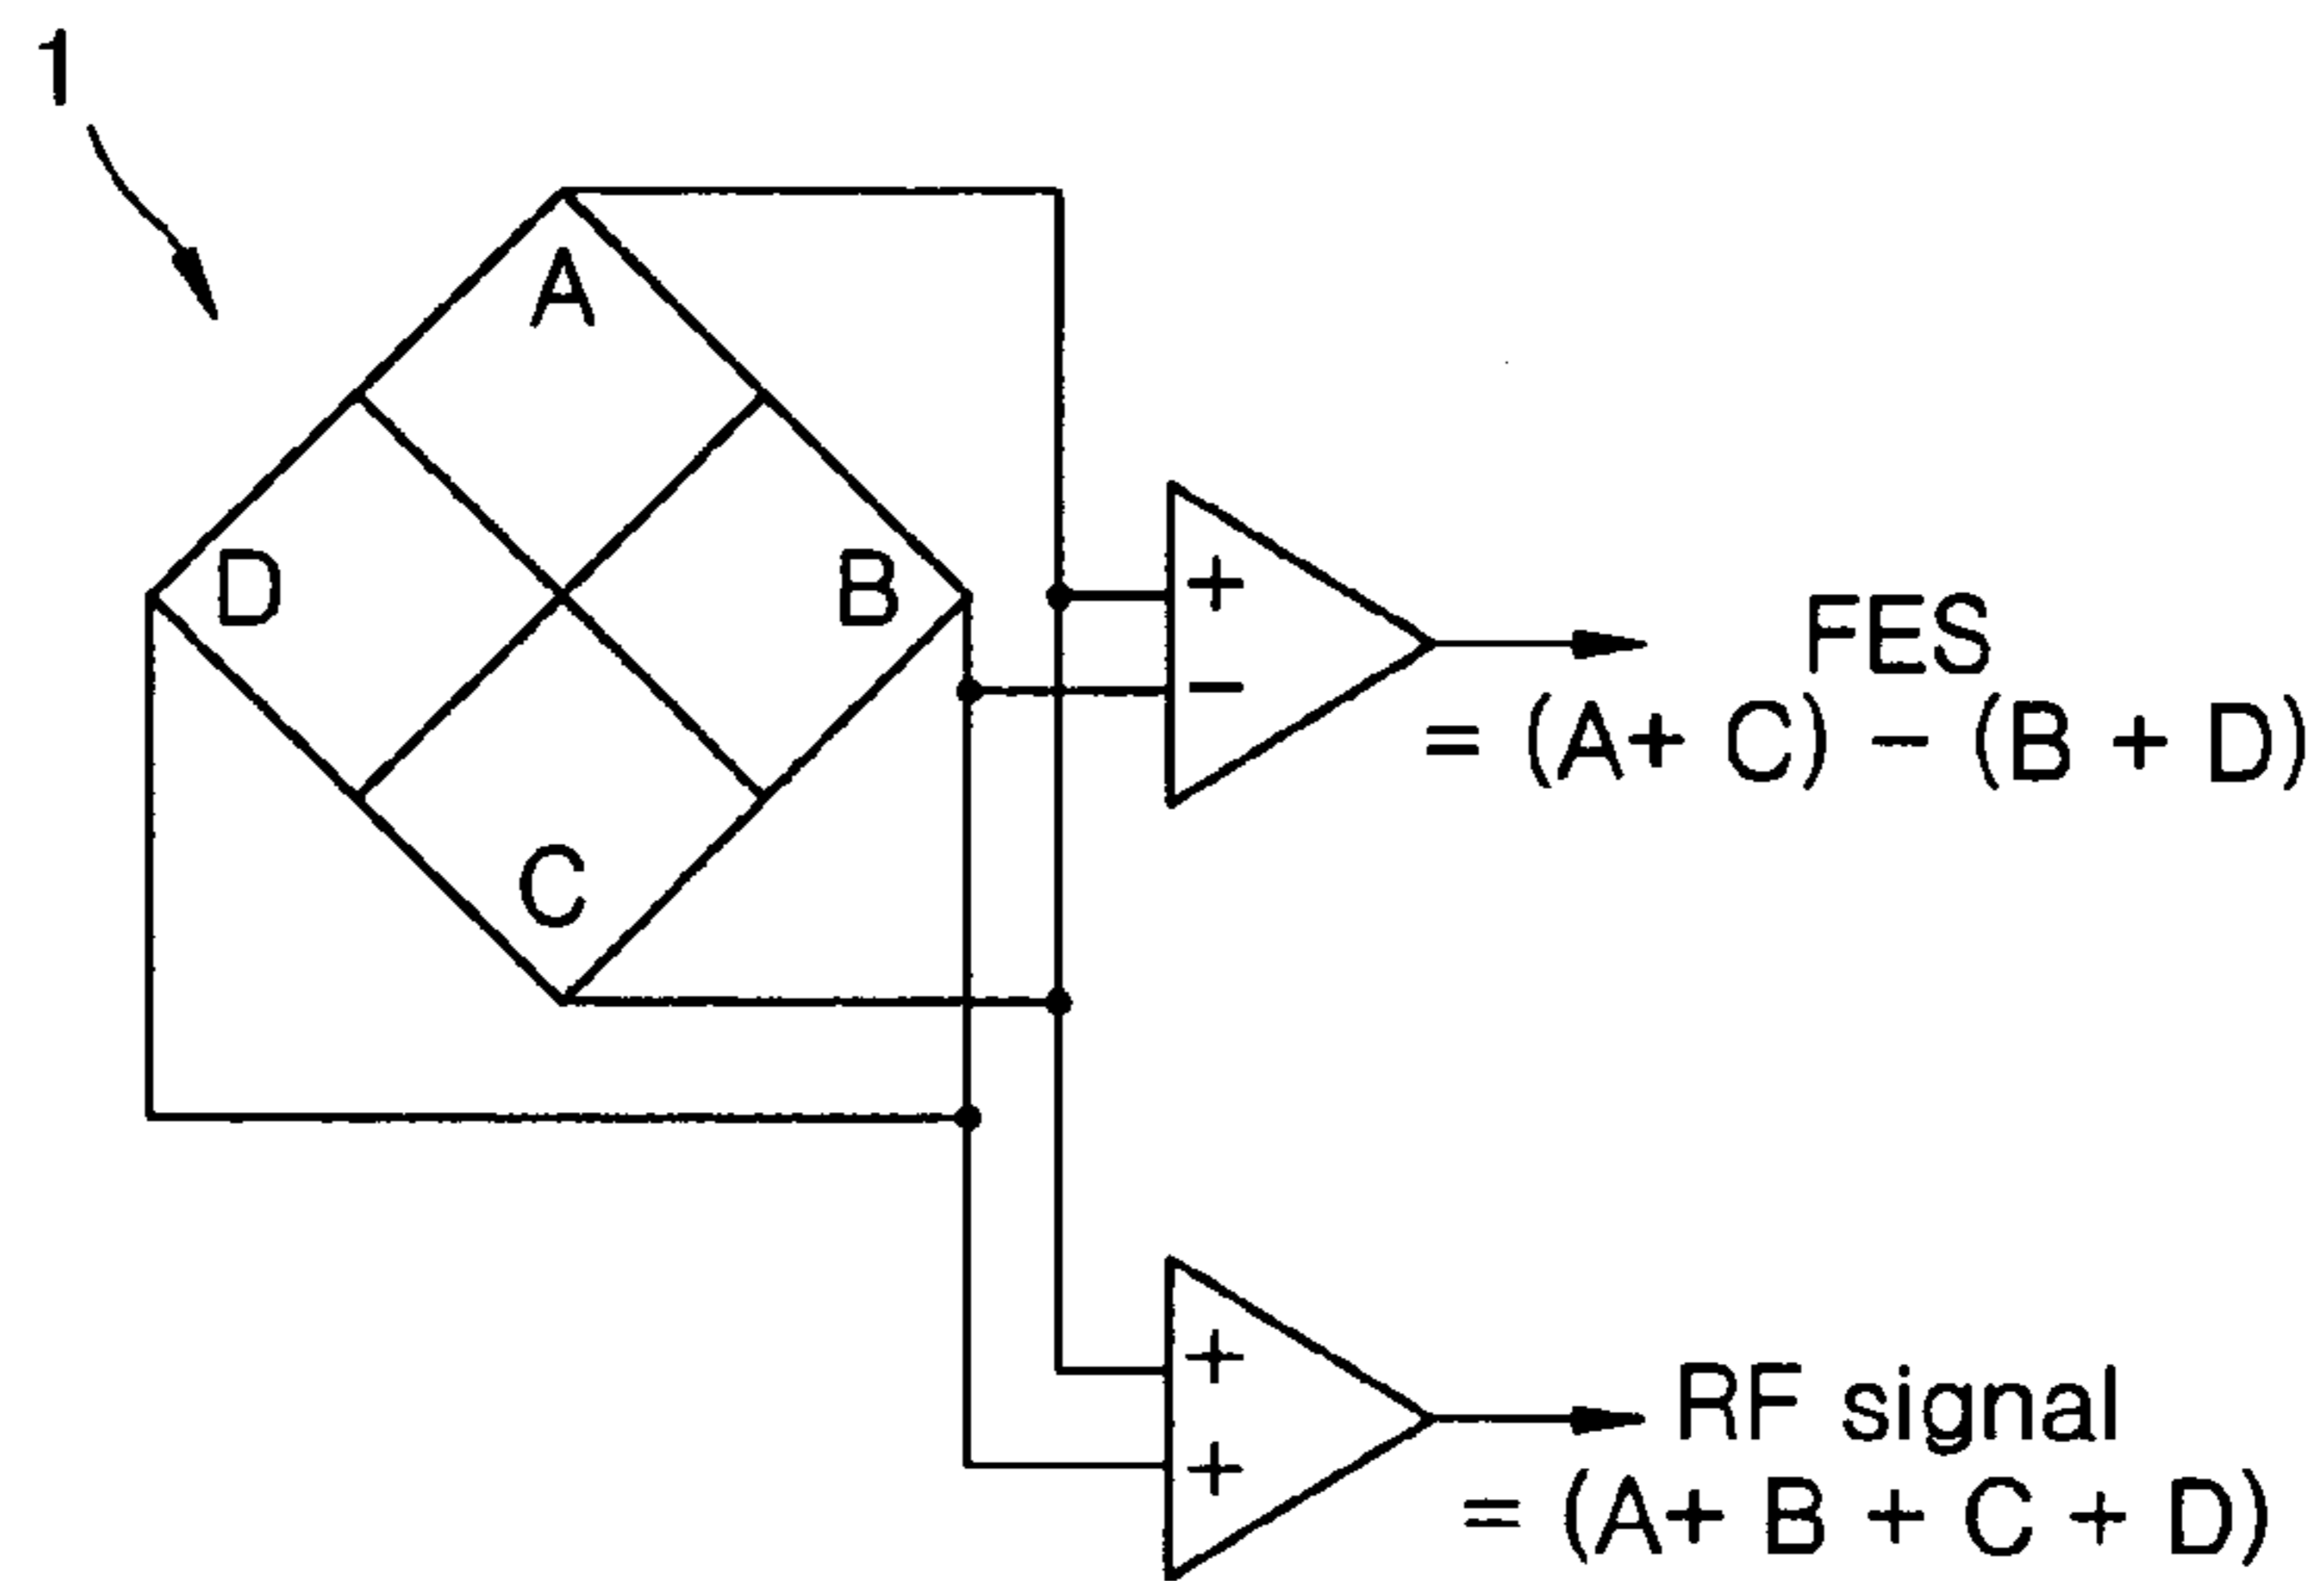 1
A
D
B
C
+
−
FES
= (A+ C) − (B + D)
+
+
RF signal
= (A+ B + C + D)